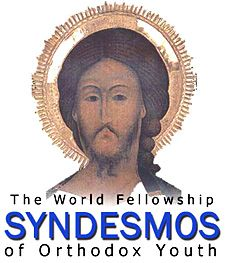 The World Fellowship
SYNDESMOS
of Orthodox Youth